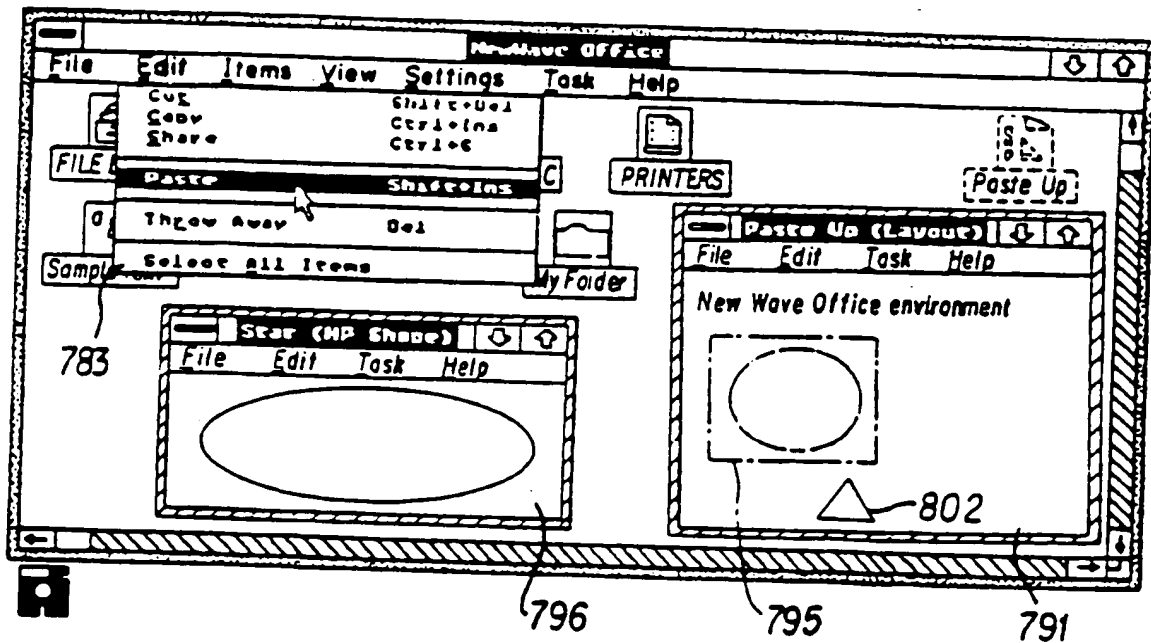 NewWave Office
File Edit Items View Settings Task Help
Cut Shift+Del
Copy Ctrl+Ins
Share Ctrl+S
FILE C PRINTERS Paste Up
Paste Shift+Ins
Throw Away Del
Select All Items
Sample My Folder
Paste Up (Layout)
File Edit Task Help
New Wave Office environment
783
Star (HP Shape)
File Edit Task Help
802
796 795 791